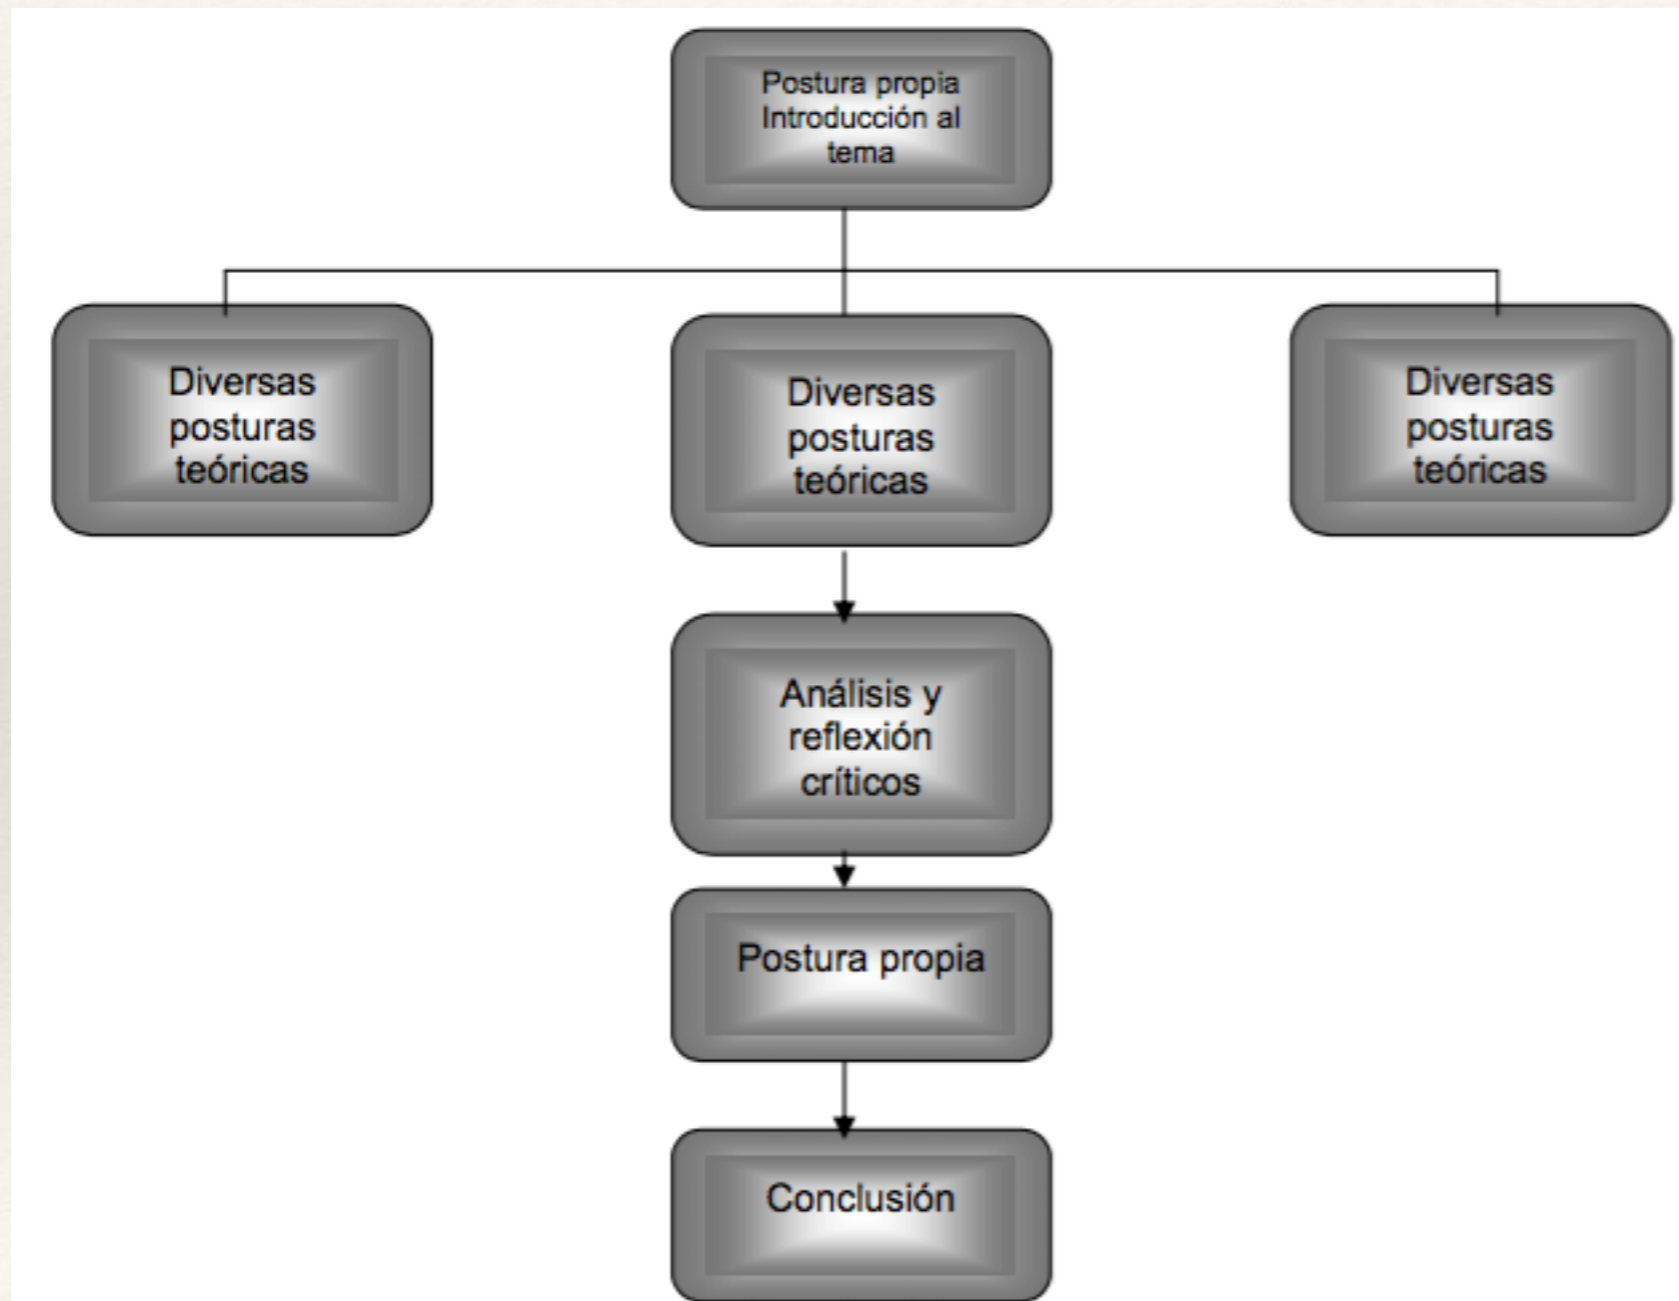 Postura propia
Introducción al
tema
Diversas
posturas
teóricas
Diversas
posturas
teóricas
Diversas
posturas
teóricas
Análisis y
reflexión
críticos
Postura propia
Conclusión